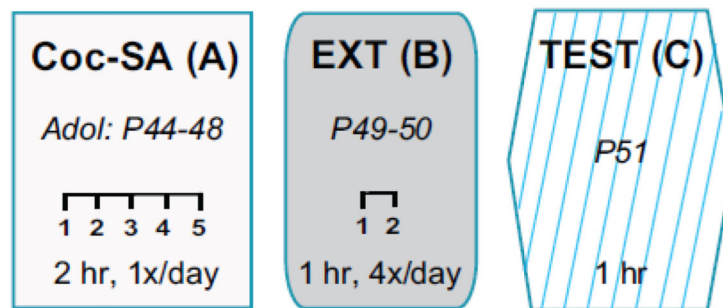 Coc-SA (A)
Adol: P44-48
1 2 3 4 5
2 hr, 1x/day
EXT (B)
P49-50
1 2
1 hr, 4x/day
TEST (C)
P51
1 hr